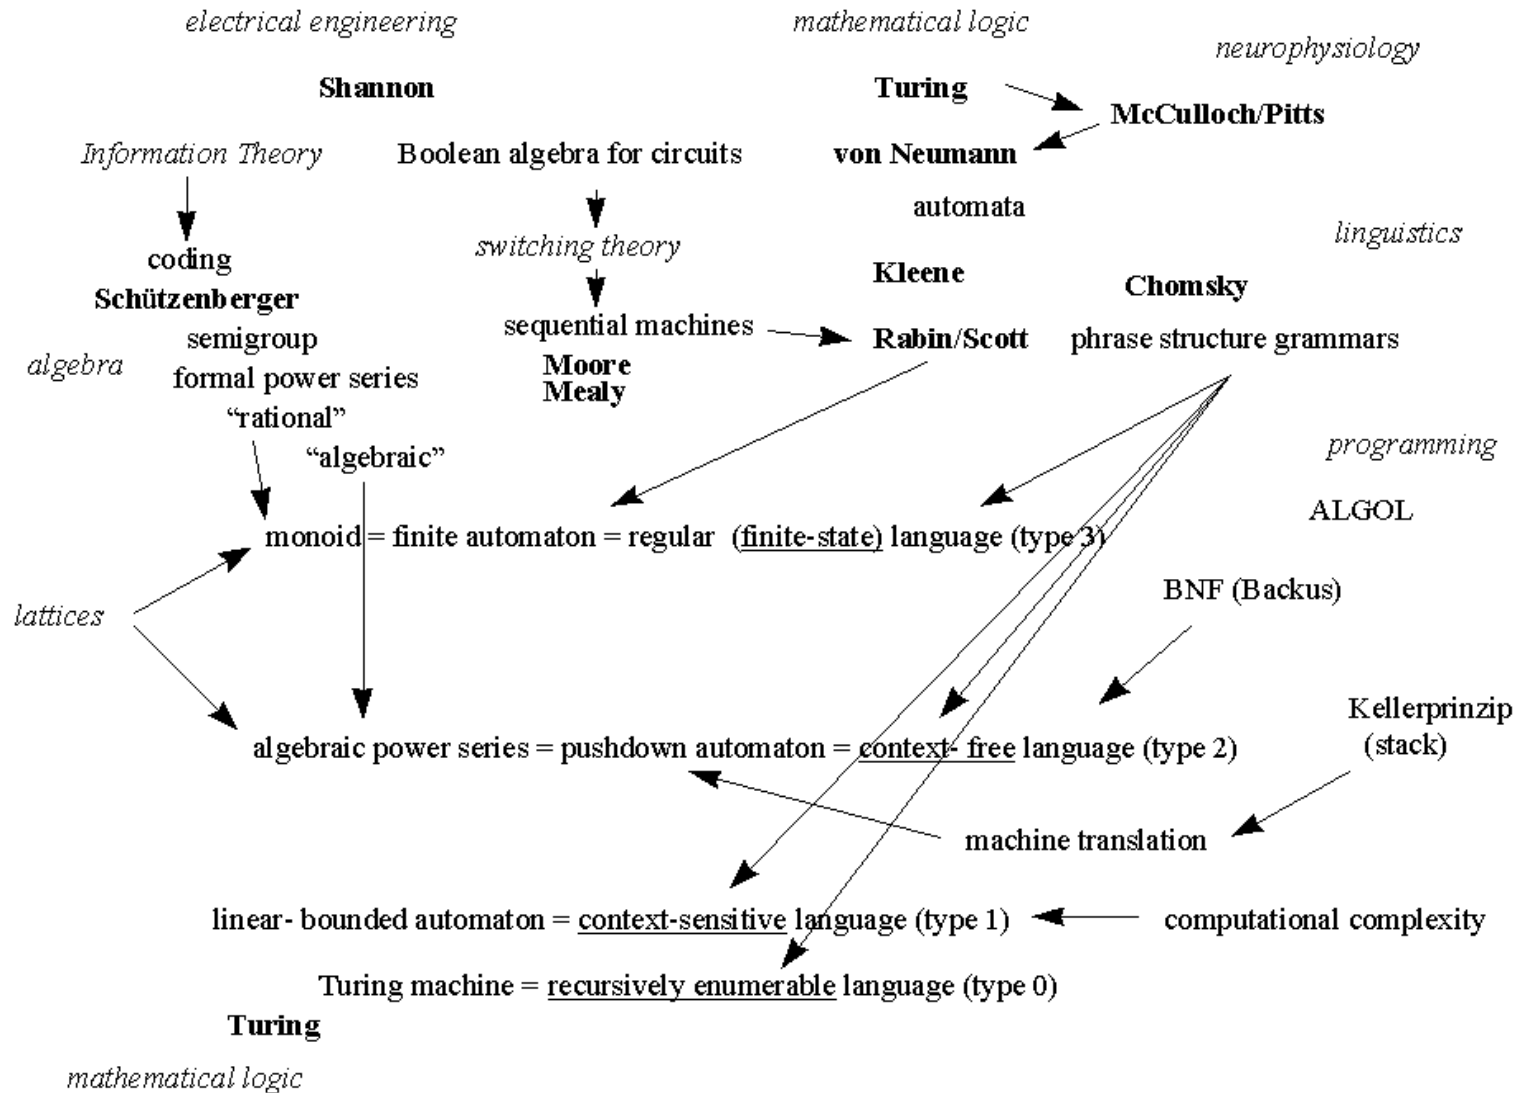 electrical engineering
mathematical logic
neurophysiology
Shannon
Turing
McCulloch/Pitts
Information Theory
Boolean algebra for circuits
von Neumann
automata
linguistics
switching theory
coding
Kleene
Chomsky
Schützenberger
sequential machines
Rabin/Scott
phrase structure grammars
semigroup
algebra
Moore
formal power series
Mealy
“rational”
“algebraic”
programming
ALGOL
monoid = finite automaton = regular (finite-state) language (type 3)
BNF (Backus)
lattices
Kellerprinzip
(stack)
algebraic power series = pushdown automaton = context- free language (type 2)
machine translation
linear- bounded automaton = context-sensitive language (type 1)
computational complexity
Turing machine = recursively enumerable language (type 0)
Turing
mathematical logic